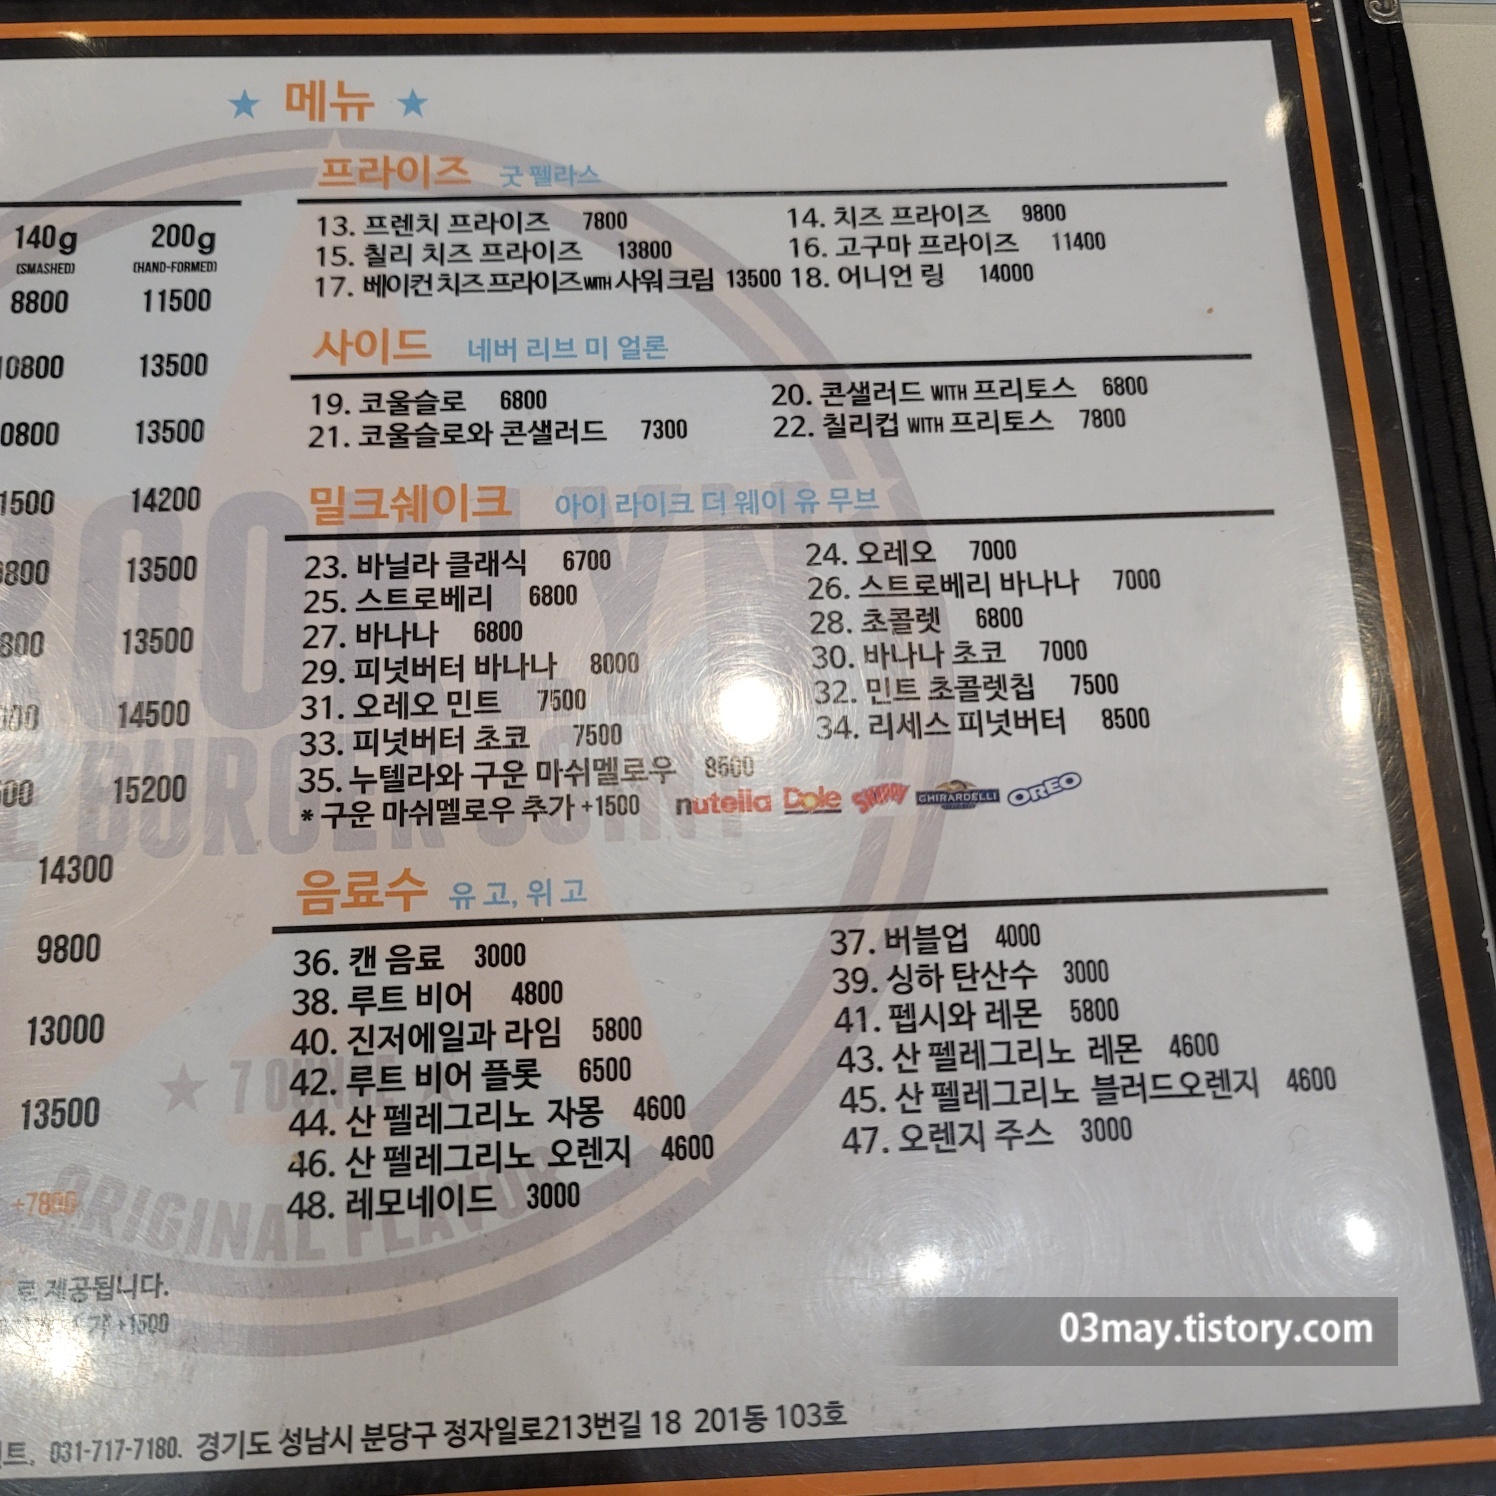 ★ 메뉴 ★
프라이즈 굿 펠라스
13. 프렌치 프라이즈 7800 14. 치즈 프라이즈 9800
15. 칠리 치즈 프라이즈 13800 16. 고구마 프라이즈 11400
17. 베이컨 치즈 프라이즈 WITH 사워크림 13500 18. 어니언 링 14000
사이드 네버 리브 미 얼론
19. 코울슬로 6800 20. 콘샐러드 WITH 프리토스 6800
21. 코울슬로와 콘샐러드 7300 22. 칠리컵 WITH 프리토스 7800
밀크쉐이크 아이 라이크 더 웨이 유 무브
23. 바닐라 클래식 6700 24. 오레오 7000
25. 스트로베리 6800 26. 스트로베리 바나나 7000
27. 바나나 6800 28. 초콜렛 6800
29. 피넛버터 바나나 8000 30. 바나나 초코 7000
31. 오레오 민트 7500 32. 민트 초콜렛칩 7500
33. 피넛버터 초코 7500 34. 리세스 피넛버터 8500
35. 누텔라와 구운 마쉬멜로우 8500
* 구운 마쉬멜로우 추가 +1500 nutella Dole SKIPPY GHIRARDELLI OREO
음료수 유 고, 위 고
36. 캔 음료 3000 37. 버블업 4000
38. 루트 비어 4800 39. 싱하 탄산수 3000
40. 진저에일과 라임 5800 41. 펩시와 레몬 5800
42. 루트 비어 플롯 6500 43. 산 펠레그리노 레몬 4600
44. 산 펠레그리노 자몽 4600 45. 산 펠레그리노 블러드오렌지 4600
46. 산 펠레그리노 오렌지 4600 47. 오렌지 주스 3000
48. 레모네이드 3000
140g 200g
(SMASHED) (HAND-FORMED)
8800 11500
10800 13500
13500
14200
13500
13500
14500
15200
14300
9800
13000
13500
+7800
로 제공됩니다.
+1500
BURGER JOINT
★ 7 OUNCE ★
ORIGINAL FLAVOR
031-717-7180. 경기도 성남시 분당구 정자일로213번길 18 201동 103호
03may.tistory.com